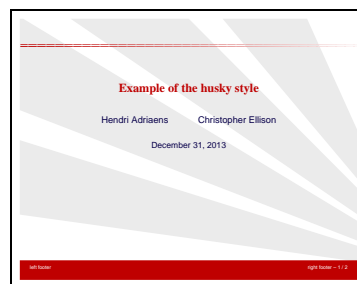 Example of the husky style
Hendri Adriaens Christopher Ellison
December 31, 2013
left footer right footer – 1 / 2